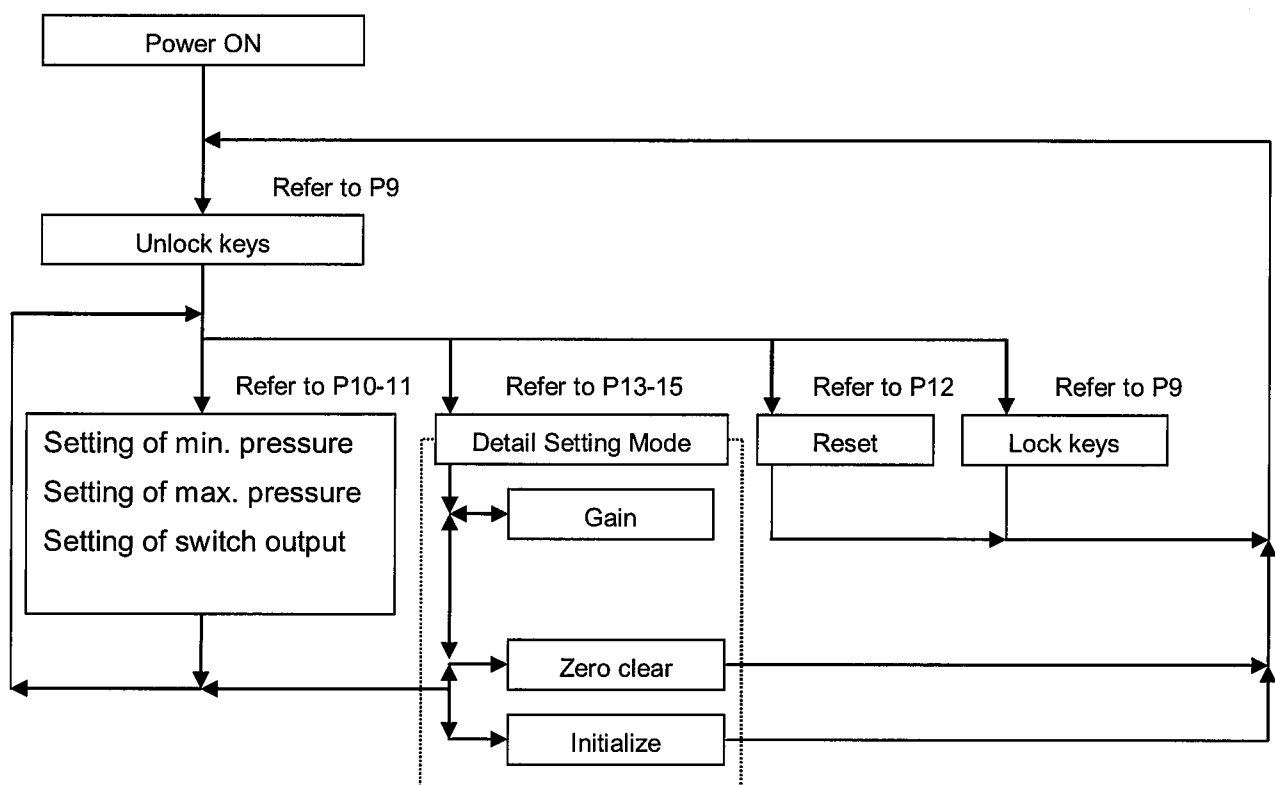 Power ON
Refer to P9
Unlock keys
Refer to P10-11
Refer to P13-15
Refer to P12
Refer to P9
Setting of min. pressure
Setting of max. pressure
Setting of switch output
Detail Setting Mode
Reset
Lock keys
Gain
Zero clear
Initialize